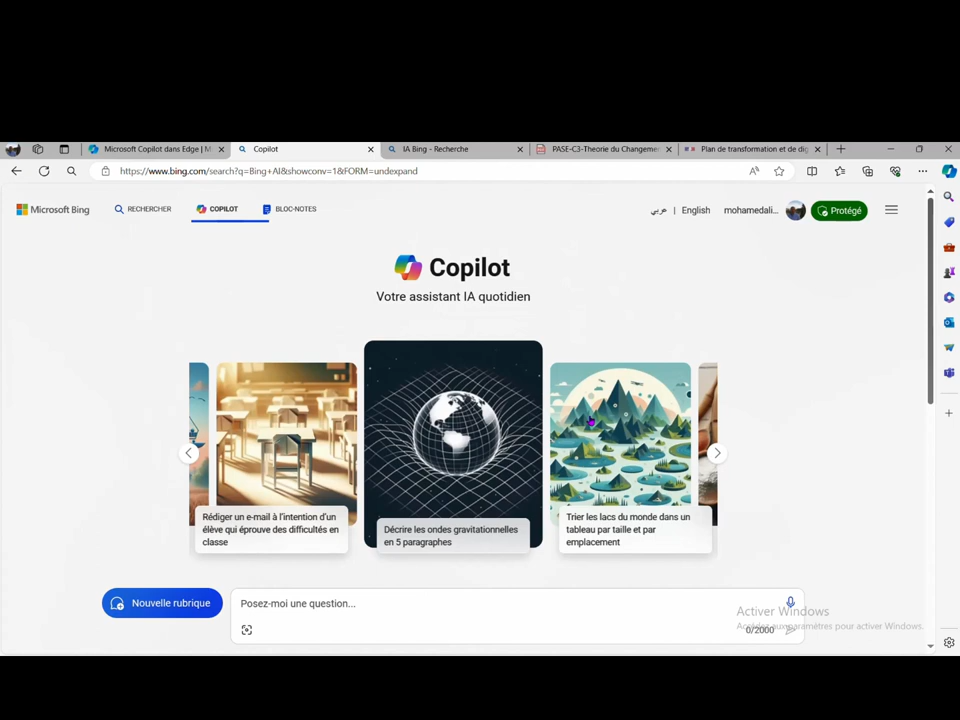 Microsoft Copilot dans Edge | M
Copilot
IA Bing - Recherche
PASE-C3-Theorie du Changeme
Plan de transformation et de dig
https://www.bing.com/search?q=Bing+AI&showconv=1&FORM=undexpand
Microsoft Bing
RECHERCHER
COPILOT
BLOC-NOTES
عربي | English
mohamedali...
Protégé
Copilot
Votre assistant IA quotidien
Rédiger un e-mail à l'intention d'un
élève qui éprouve des difficultés en
classe
Décrire les ondes gravitationnelles
en 5 paragraphes
Trier les lacs du monde dans un
tableau par taille et par
emplacement
Nouvelle rubrique
Posez-moi une question...
0/2000
Activer Windows
Accédez aux paramètres pour activer Windows.